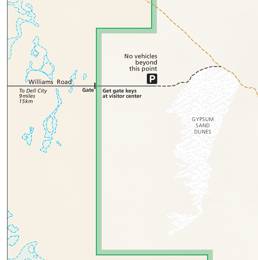 No vehicles
beyond
this point
P
Williams Road
To Dell City
9miles
15km
Gate
Get gate keys
at visitor center
GYPSUM
SAND
DUNES